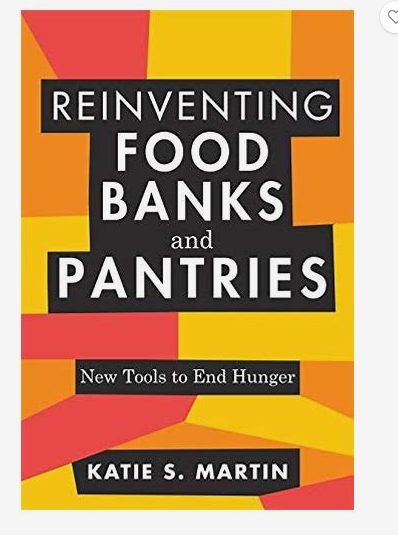 REINVENTING
FOOD
BANKS
and
PANTRIES
New Tools to End Hunger
KATIE S. MARTIN